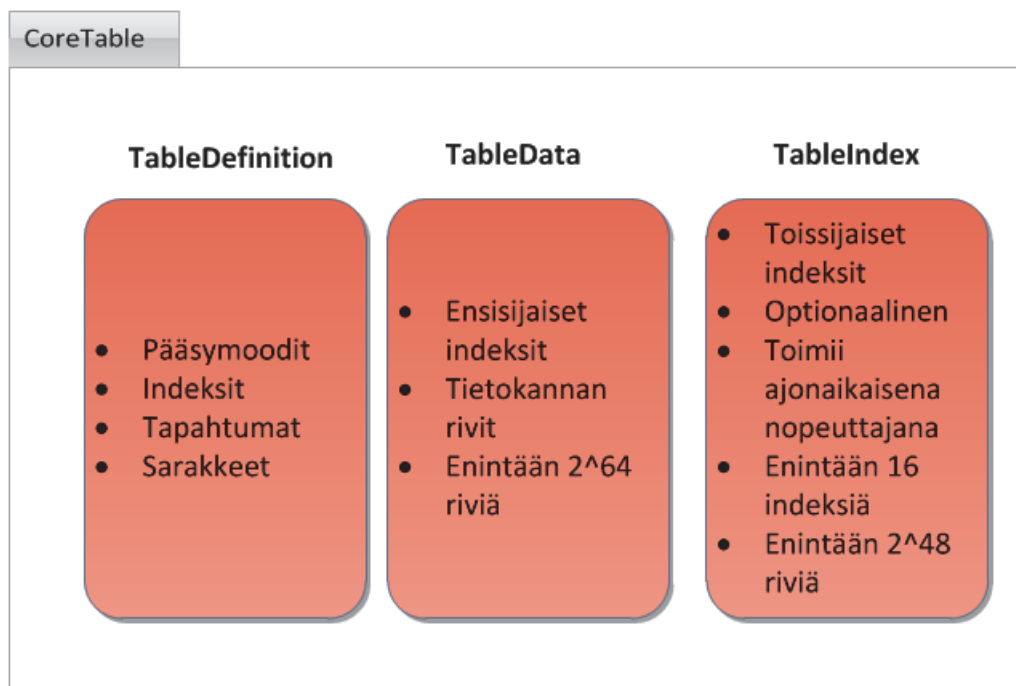 CoreTable
TableDefinition
• Pääsymoodit
• Indeksit
• Tapahtumat
• Sarakkeet
TableData
• Ensisijaiset
indeksit
• Tietokannan
rivit
• Enintään 2^64
riviä
TableIndex
• Toissijaiset
indeksit
• Optionaalinen
• Toimii
ajonaikaisena
nopeuttajana
• Enintään 16
indeksiä
• Enintään 2^48
riviä